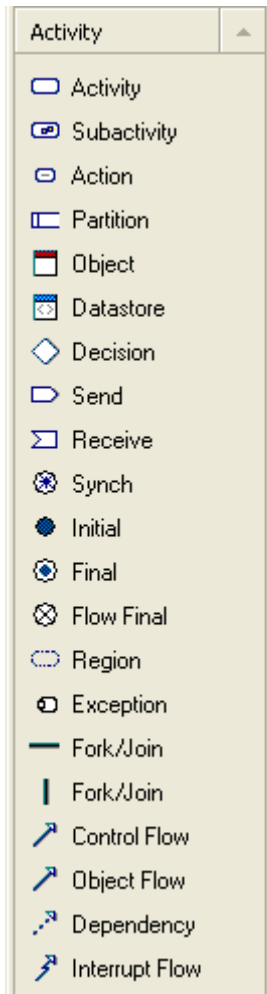 Activity
Activity
Subactivity
Action
Partition
Object
Datastore
Decision
Send
Receive
Synch
Initial
Final
Flow Final
Region
Exception
Fork/Join
Fork/Join
Control Flow
Object Flow
Dependency
Interrupt Flow